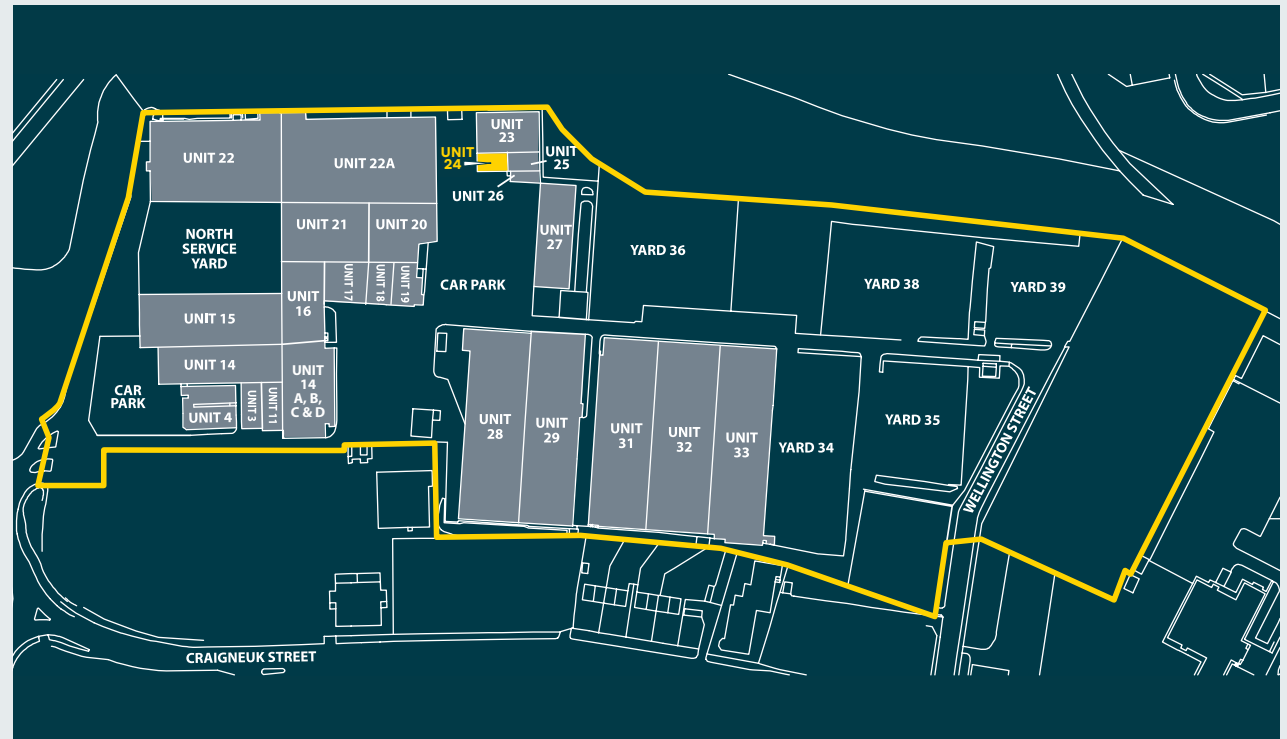 UNIT
23
UNIT 22
UNIT 22A
UNIT
24
UNIT
25
UNIT 26
UNIT 21
UNIT 20
UNIT
27
NORTH
SERVICE
YARD
YARD 36
YARD 38
YARD 39
CAR PARK
UNIT
16
UNIT 17
UNIT 18
UNIT 19
UNIT 15
UNIT 14
CAR
PARK
UNIT 4
UNIT 3
UNIT 11
UNIT
14
A, B,
C & D
UNIT
28
UNIT
29
UNIT
31
UNIT
32
UNIT
33
YARD 34
YARD 35
WELLINGTON STREET
CRAIGNEUK STREET